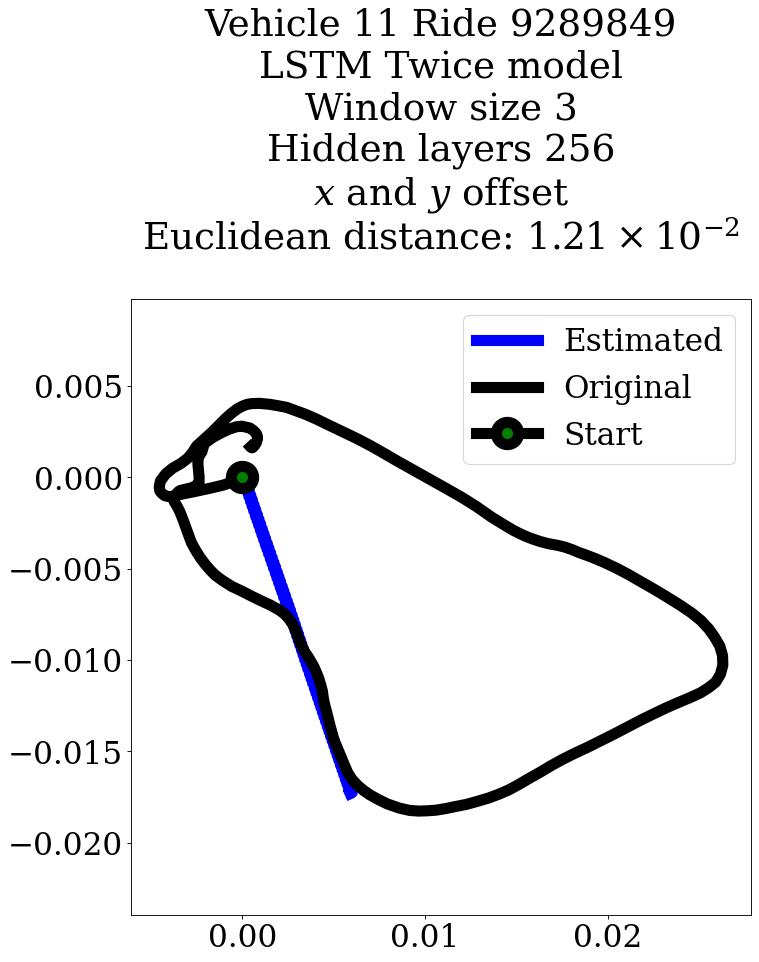 Vehicle 11 Ride 9289849
LSTM Twice model
Window size 3
Hidden layers 256
x and y offset
Euclidean distance: 1.21 × 10⁻²
Estimated
Original
Start
0.005
0.000
−0.005
−0.010
−0.015
−0.020
0.00
0.01
0.02